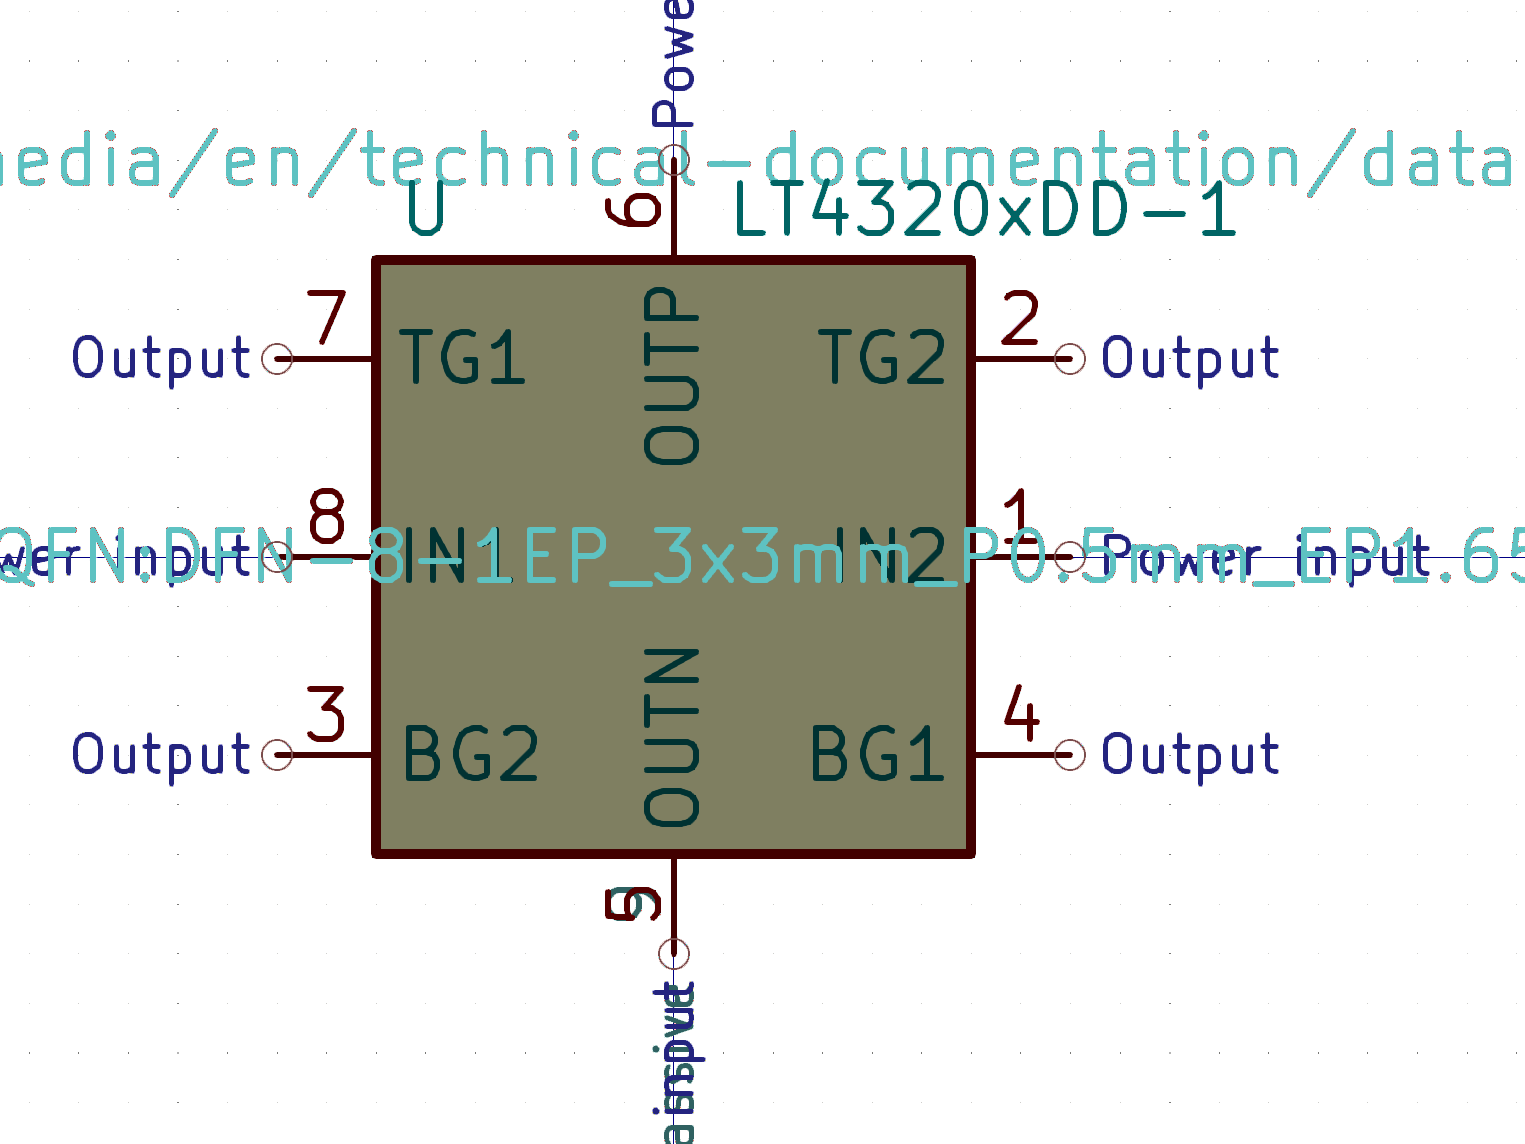 Powe
nedia/en/technical-documentation/data
U
6
LT4320xDD-1
7
2
Output
TG1
OUTP
TG2
Output
8
1
wer input
IN1
IN2
Power input
QFN:DFN-8-1EP_3x3mm_P0.5mm_EP1.65
3
4
Output
BG2
OUTN
BG1
Output
5
9
input
assive